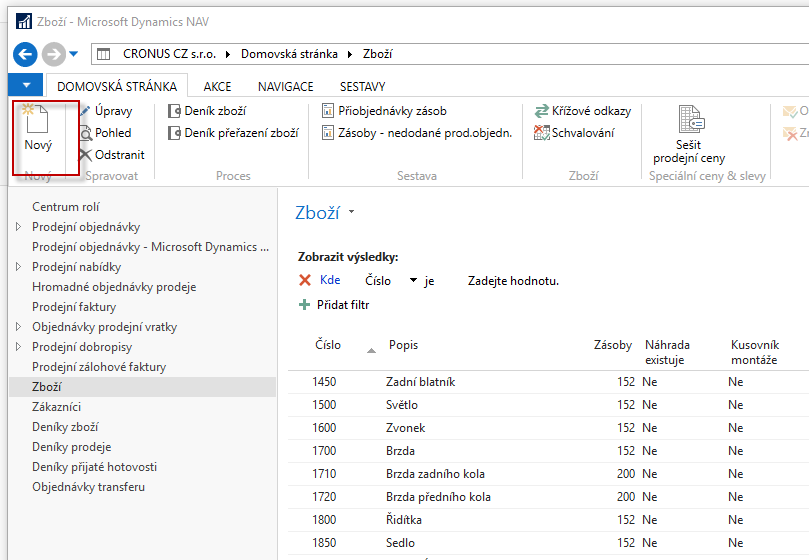 Zboží - Microsoft Dynamics NAV
CRONUS CZ s.r.o. Domovská stránka Zboží
DOMOVSKÁ STRÁNKA AKCE NAVIGACE SESTAVY
Nový
Nový
Úpravy
Pohled
Odstranit
Spravovat
Deník zboží
Deník přeřazení zboží
Proces
Přiobjednávky zásob
Zásoby - nedodané prod.objedn.
Sestava
Křížové odkazy
Schvalování
Zboží
Sešit
prodejní ceny
Speciální ceny & slevy
Centrum rolí
Prodejní objednávky
Prodejní objednávky - Microsoft Dynamics ...
Prodejní nabídky
Hromadné objednávky prodeje
Prodejní faktury
Objednávky prodejní vratky
Prodejní dobropisy
Prodejní zálohové faktury
Zboží
Zákazníci
Deníky zboží
Deníky prodeje
Deníky přijaté hotovosti
Objednávky transferu
Zboží
Zobrazit výsledky:
Kde Číslo je Zadejte hodnotu.
Přidat filtr
Číslo Popis Zásoby Náhrada existuje Kusovník montáže
1450 Zadní blatník 152 Ne Ne
1500 Světlo 152 Ne Ne
1600 Zvonek 152 Ne Ne
1700 Brzda 152 Ne Ne
1710 Brzda zadního kola 200 Ne Ne
1720 Brzda předního kola 200 Ne Ne
1800 Řidítka 152 Ne Ne
1850 Sedlo 152 Ne Ne